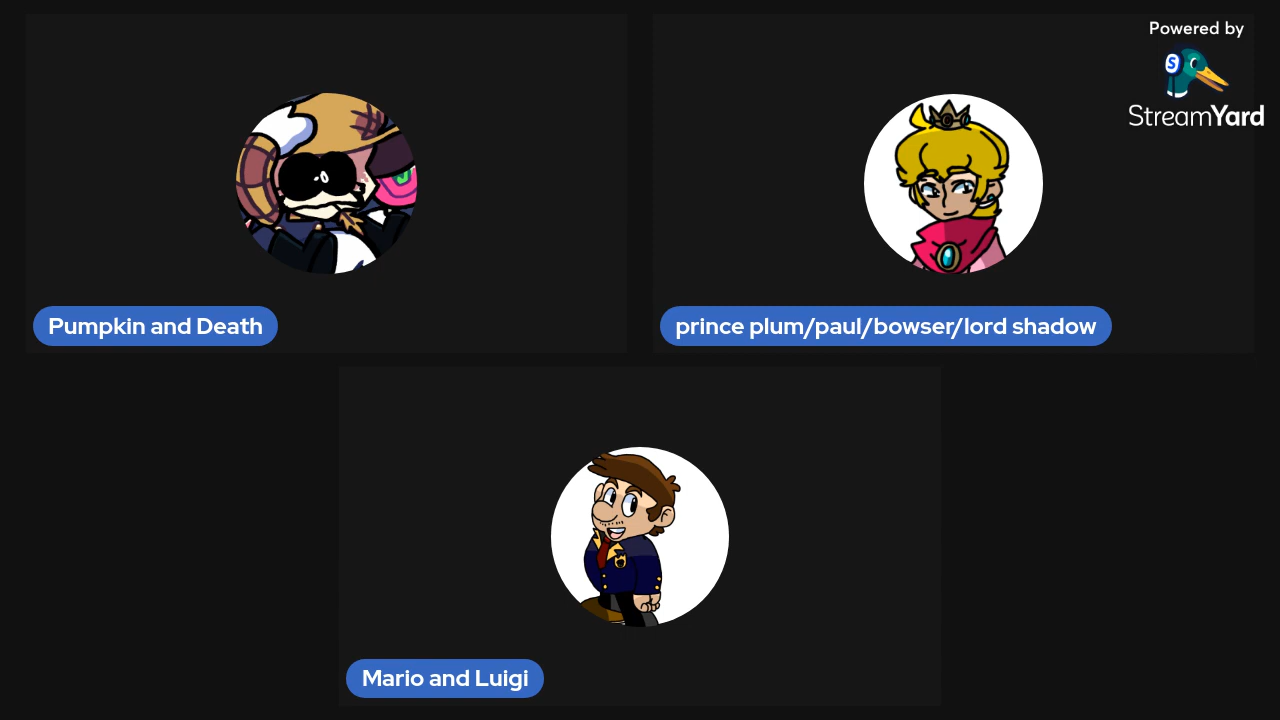 Powered by
StreamYard
Pumpkin and Death
prince plum/paul/bowser/lord shadow
Mario and Luigi